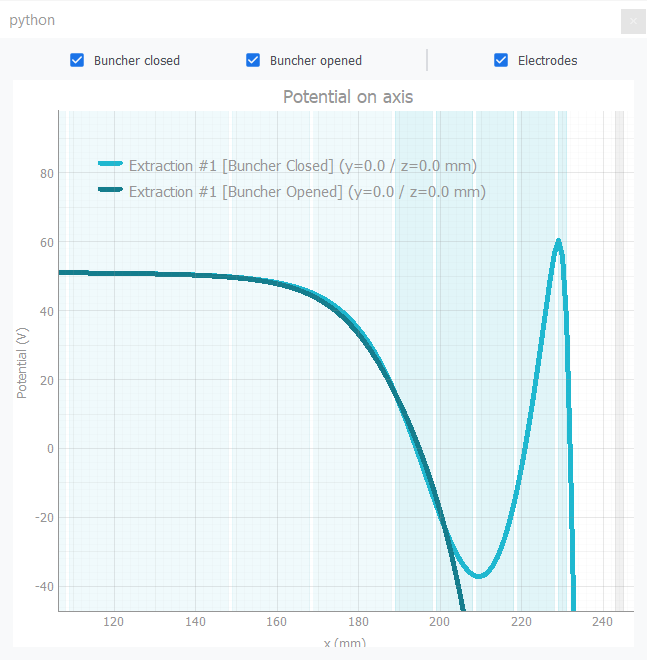 python
Buncher closed
Buncher opened
Electrodes
Potential on axis
Extraction #1 [Buncher Closed] (y=0.0 / z=0.0 mm)
Extraction #1 [Buncher Opened] (y=0.0 / z=0.0 mm)
80
60
40
20
0
-20
-40
Potential (V)
120 140 160 180 200 220 240
x (mm)